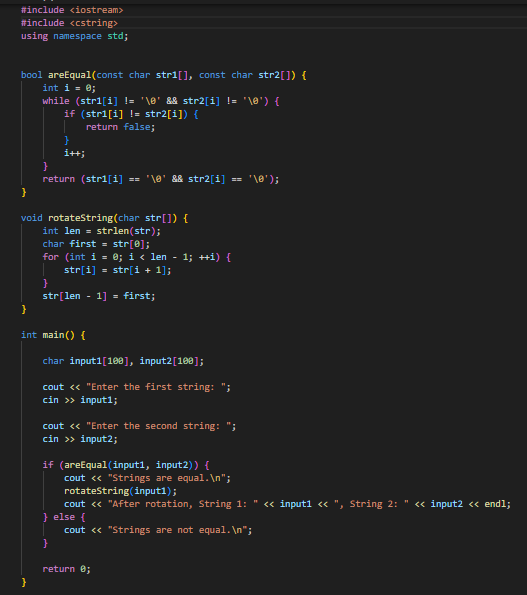 #include <iostream>
#include <cstring>
using namespace std;
bool areEqual(const char str1[], const char str2[]) {
int i = 0;
while (str1[i] != '\0' && str2[i] != '\0') {
if (str1[i] != str2[i]) {
return false;
}
i++;
}
return (str1[i] == '\0' && str2[i] == '\0');
}
void rotateString(char str[]) {
int len = strlen(str);
char first = str[0];
for (int i = 0; i < len - 1; ++i) {
str[i] = str[i + 1];
}
str[len - 1] = first;
}
int main() {
char input1[100], input2[100];
cout << "Enter the first string: ";
cin >> input1;
cout << "Enter the second string: ";
cin >> input2;
if (areEqual(input1, input2)) {
cout << "Strings are equal.\n";
rotateString(input1);
cout << "After rotation, String 1: " << input1 << ", String 2: " << input2 << endl;
} else {
cout << "Strings are not equal.\n";
}
return 0;
}